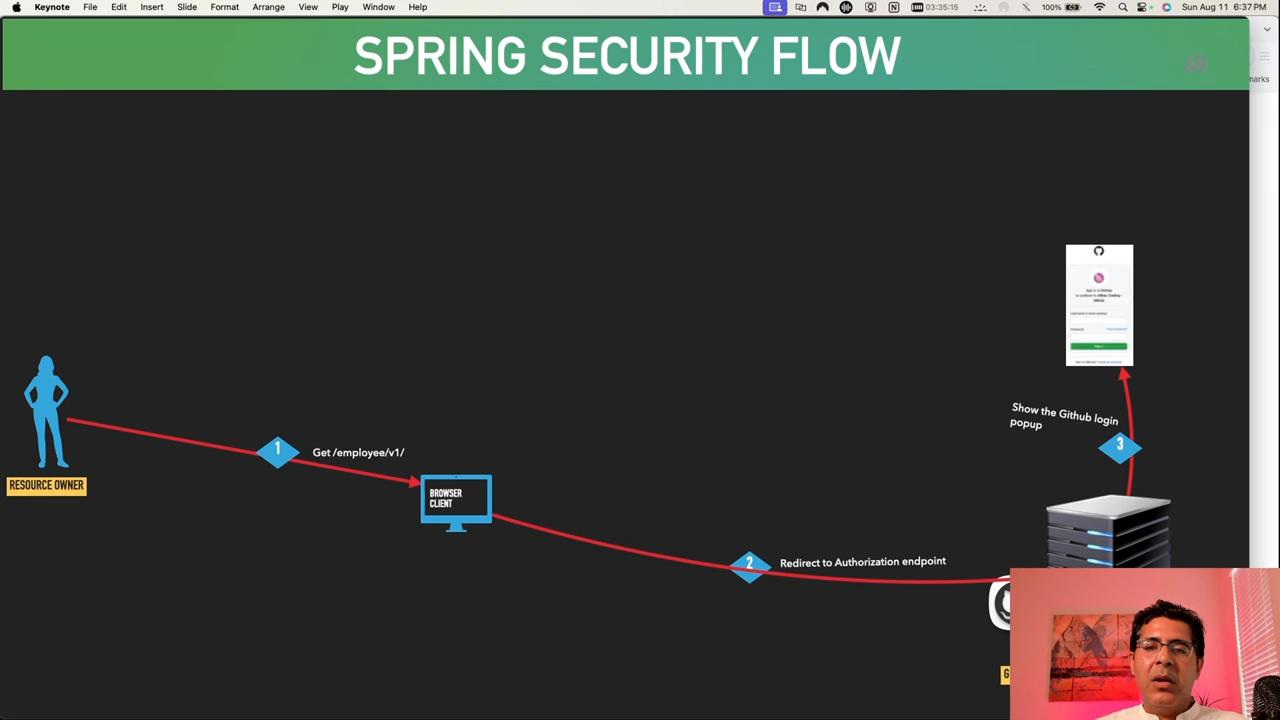 Keynote File Edit Insert Slide Format Arrange View Play Window Help 03:35:15 100% Sun Aug 11 6:37 PM
SPRING SECURITY FLOW
68
marks
Show the Github login
popup
3
1
Get /employee/v1/
RESOURCE OWNER
BROWSER
CLIENT
2
Redirect to Authorization endpoint
G